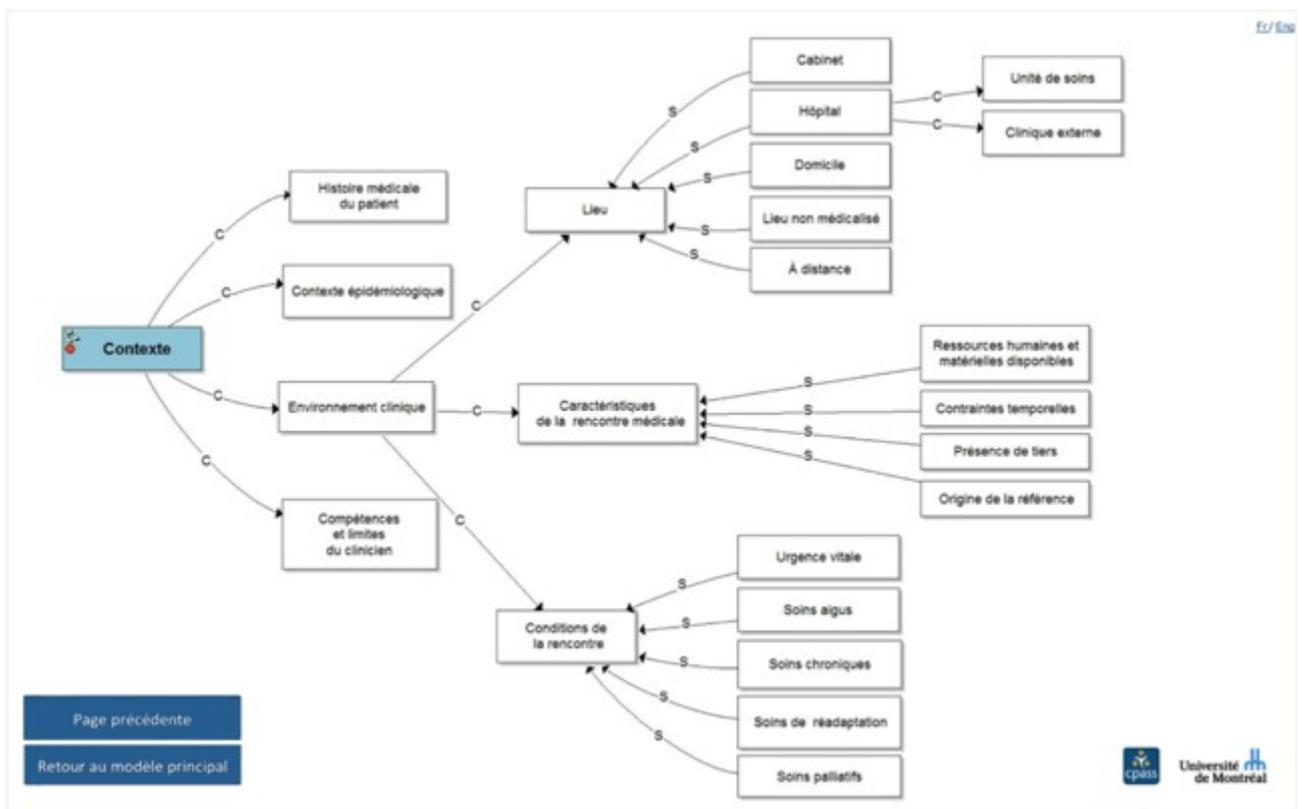 Fr/ Eng
Cabinet
Hôpital
Domicile
Lieu non médicalisé
À distance
Unité de soins
Clinique externe
Lieu
Histoire médicale
du patient
Contexte épidémiologique
Contexte
Environnement clinique
Compétences
et limites
du clinicien
Caractéristiques
de la rencontre médicale
Ressources humaines et
matérielles disponibles
Contraintes temporelles
Présence de tiers
Origine de la référence
Conditions de
la rencontre
Urgence vitale
Soins aigus
Soins chroniques
Soins de réadaptation
Soins palliatifs
C
C
C
C
C
C
C
C
C
S
S
S
S
S
S
S
S
S
S
S
S
S
S
Page précédente
Retour au modèle principal
cpass
Université
de Montréal